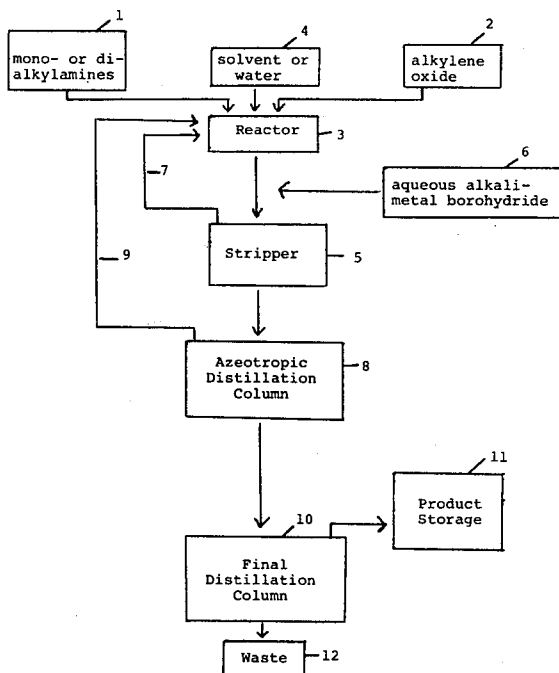 1
mono- or di-
alkylamines
4
solvent or
water
2
alkylene
oxide
Reactor
3
7
6
aqueous alkali-
metal borohydride
Stripper
5
9
Azeotropic
Distillation
Column
8
11
Product
Storage
10
Final
Distillation
Column
Waste
12